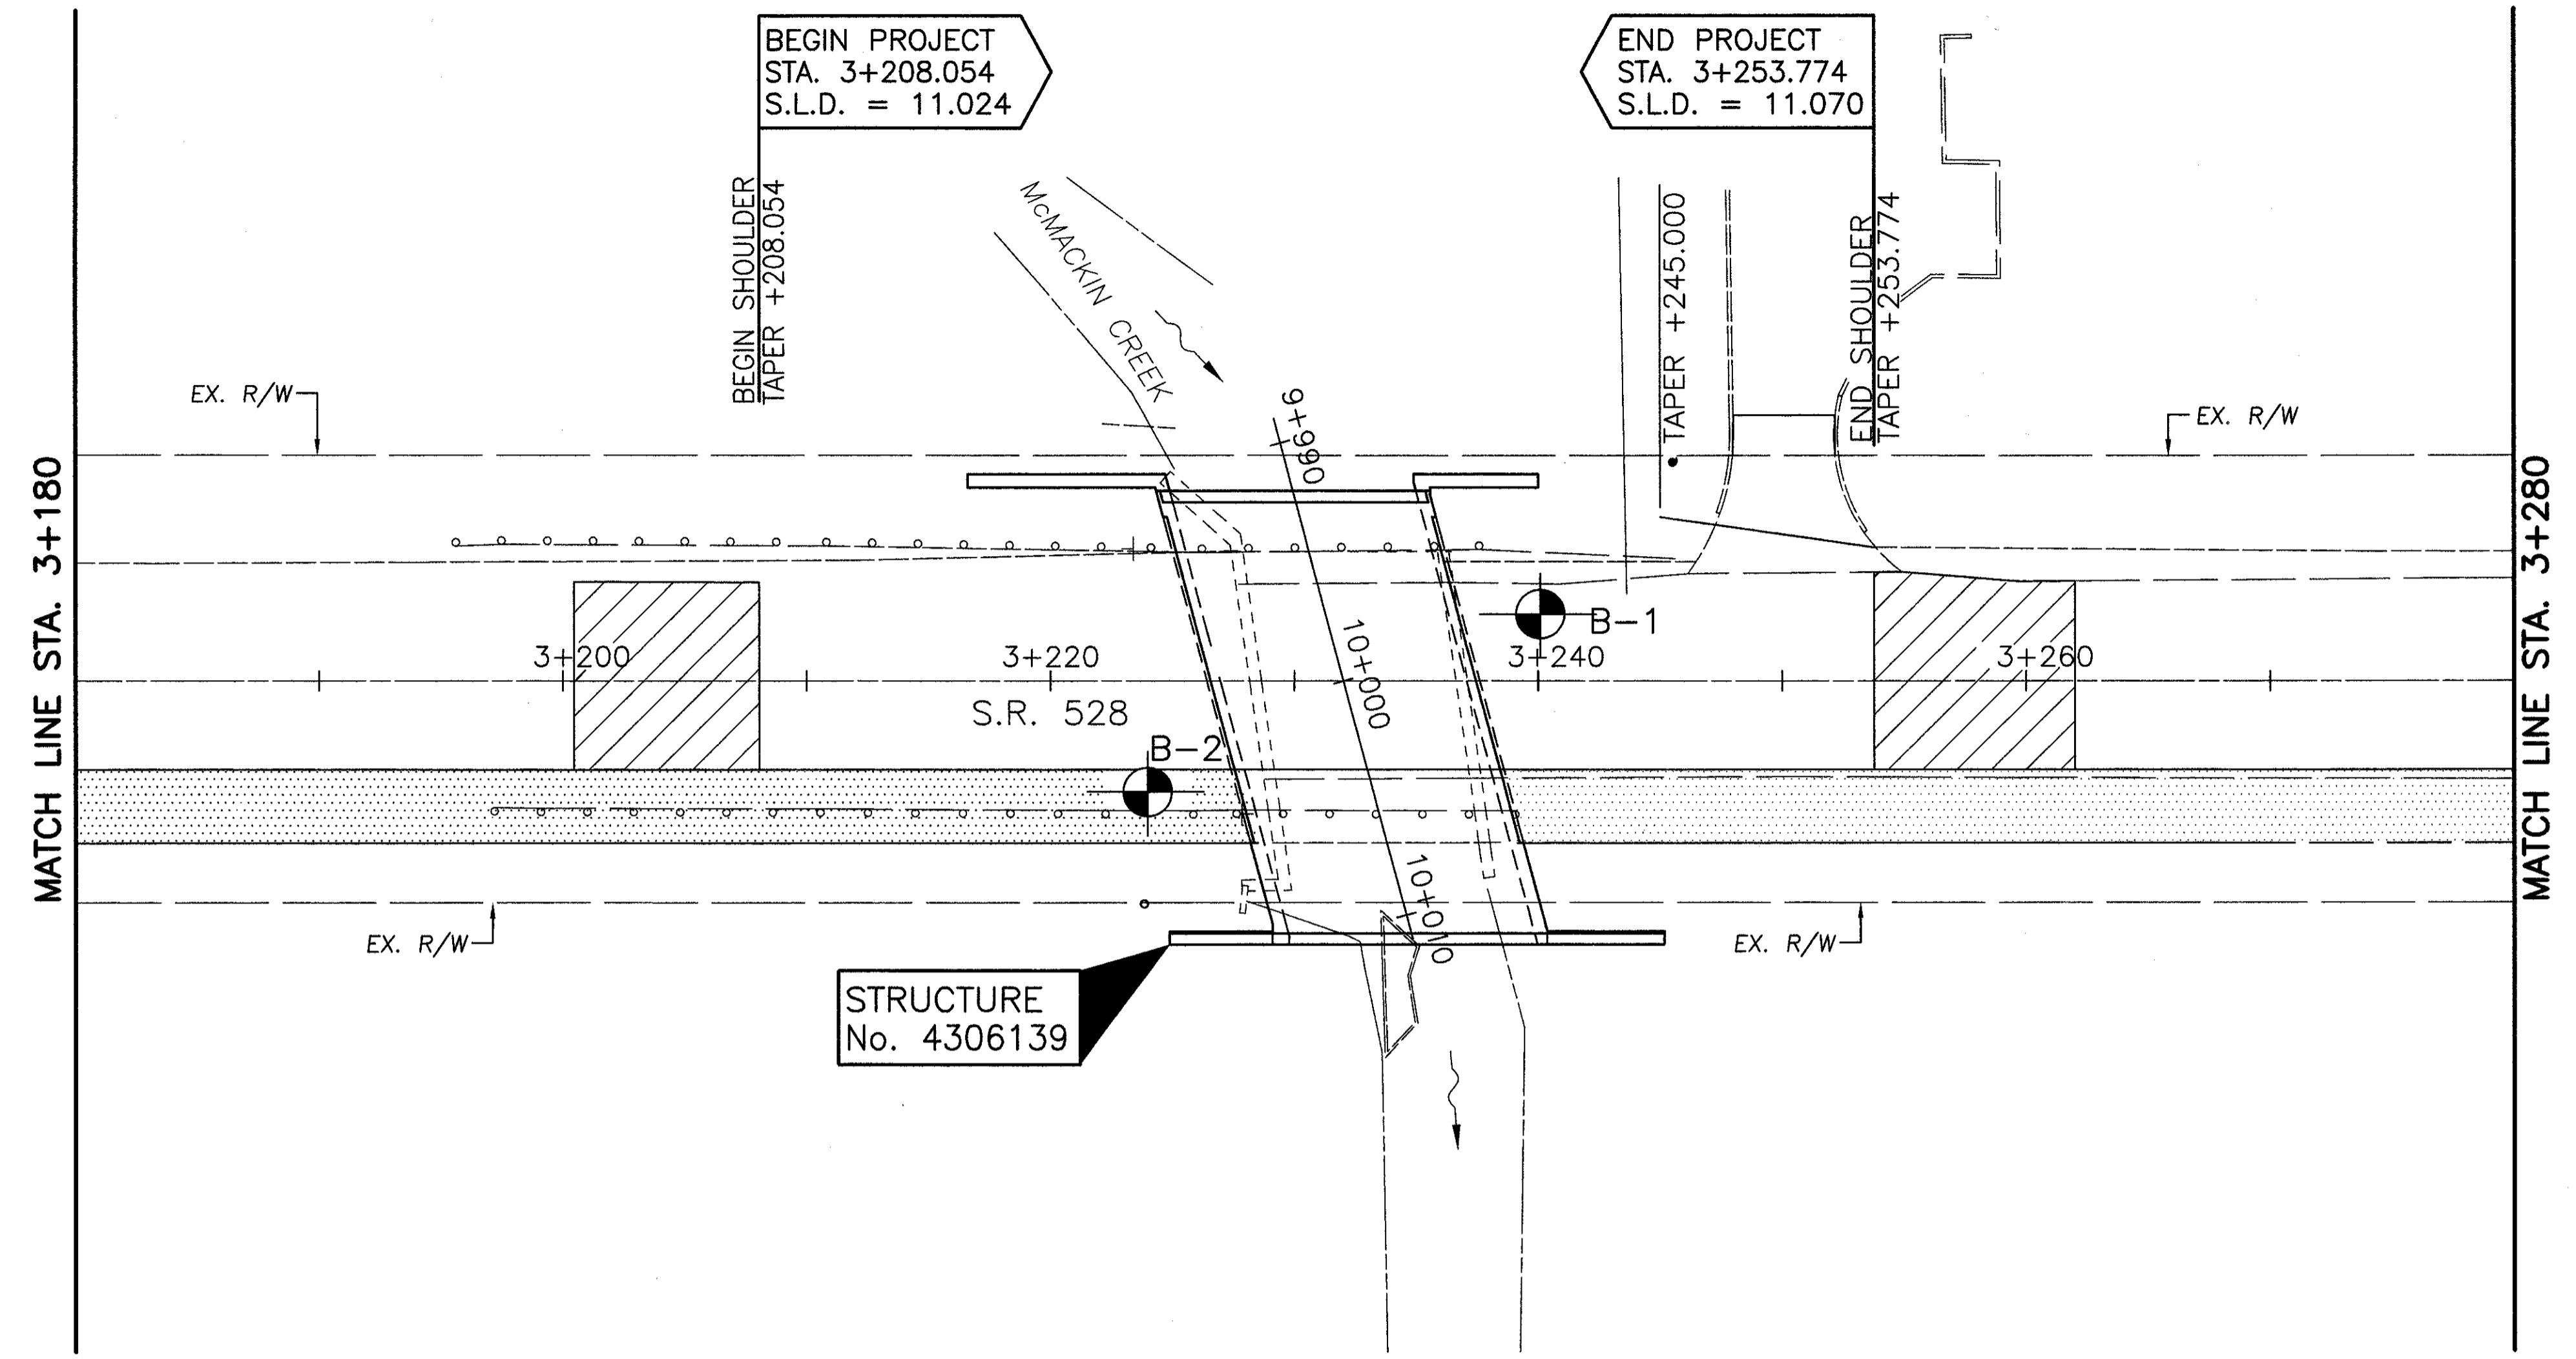 BEGIN PROJECT
STA. 3+208.054
S.L.D. = 11.024
END PROJECT
STA. 3+253.774
S.L.D. = 11.070
BEGIN SHOULDER
TAPER +208.054
McMACKIN CREEK
TAPER +245.000
END SHOULDER
TAPER +253.774
EX. R/W
EX. R/W
9+990
MATCH LINE STA. 3+180
MATCH LINE STA. 3+280
B-1
3+200
3+220
10+000
3+240
3+260
S.R. 528
B-2
10+010
EX. R/W
EX. R/W
STRUCTURE
No. 4306139